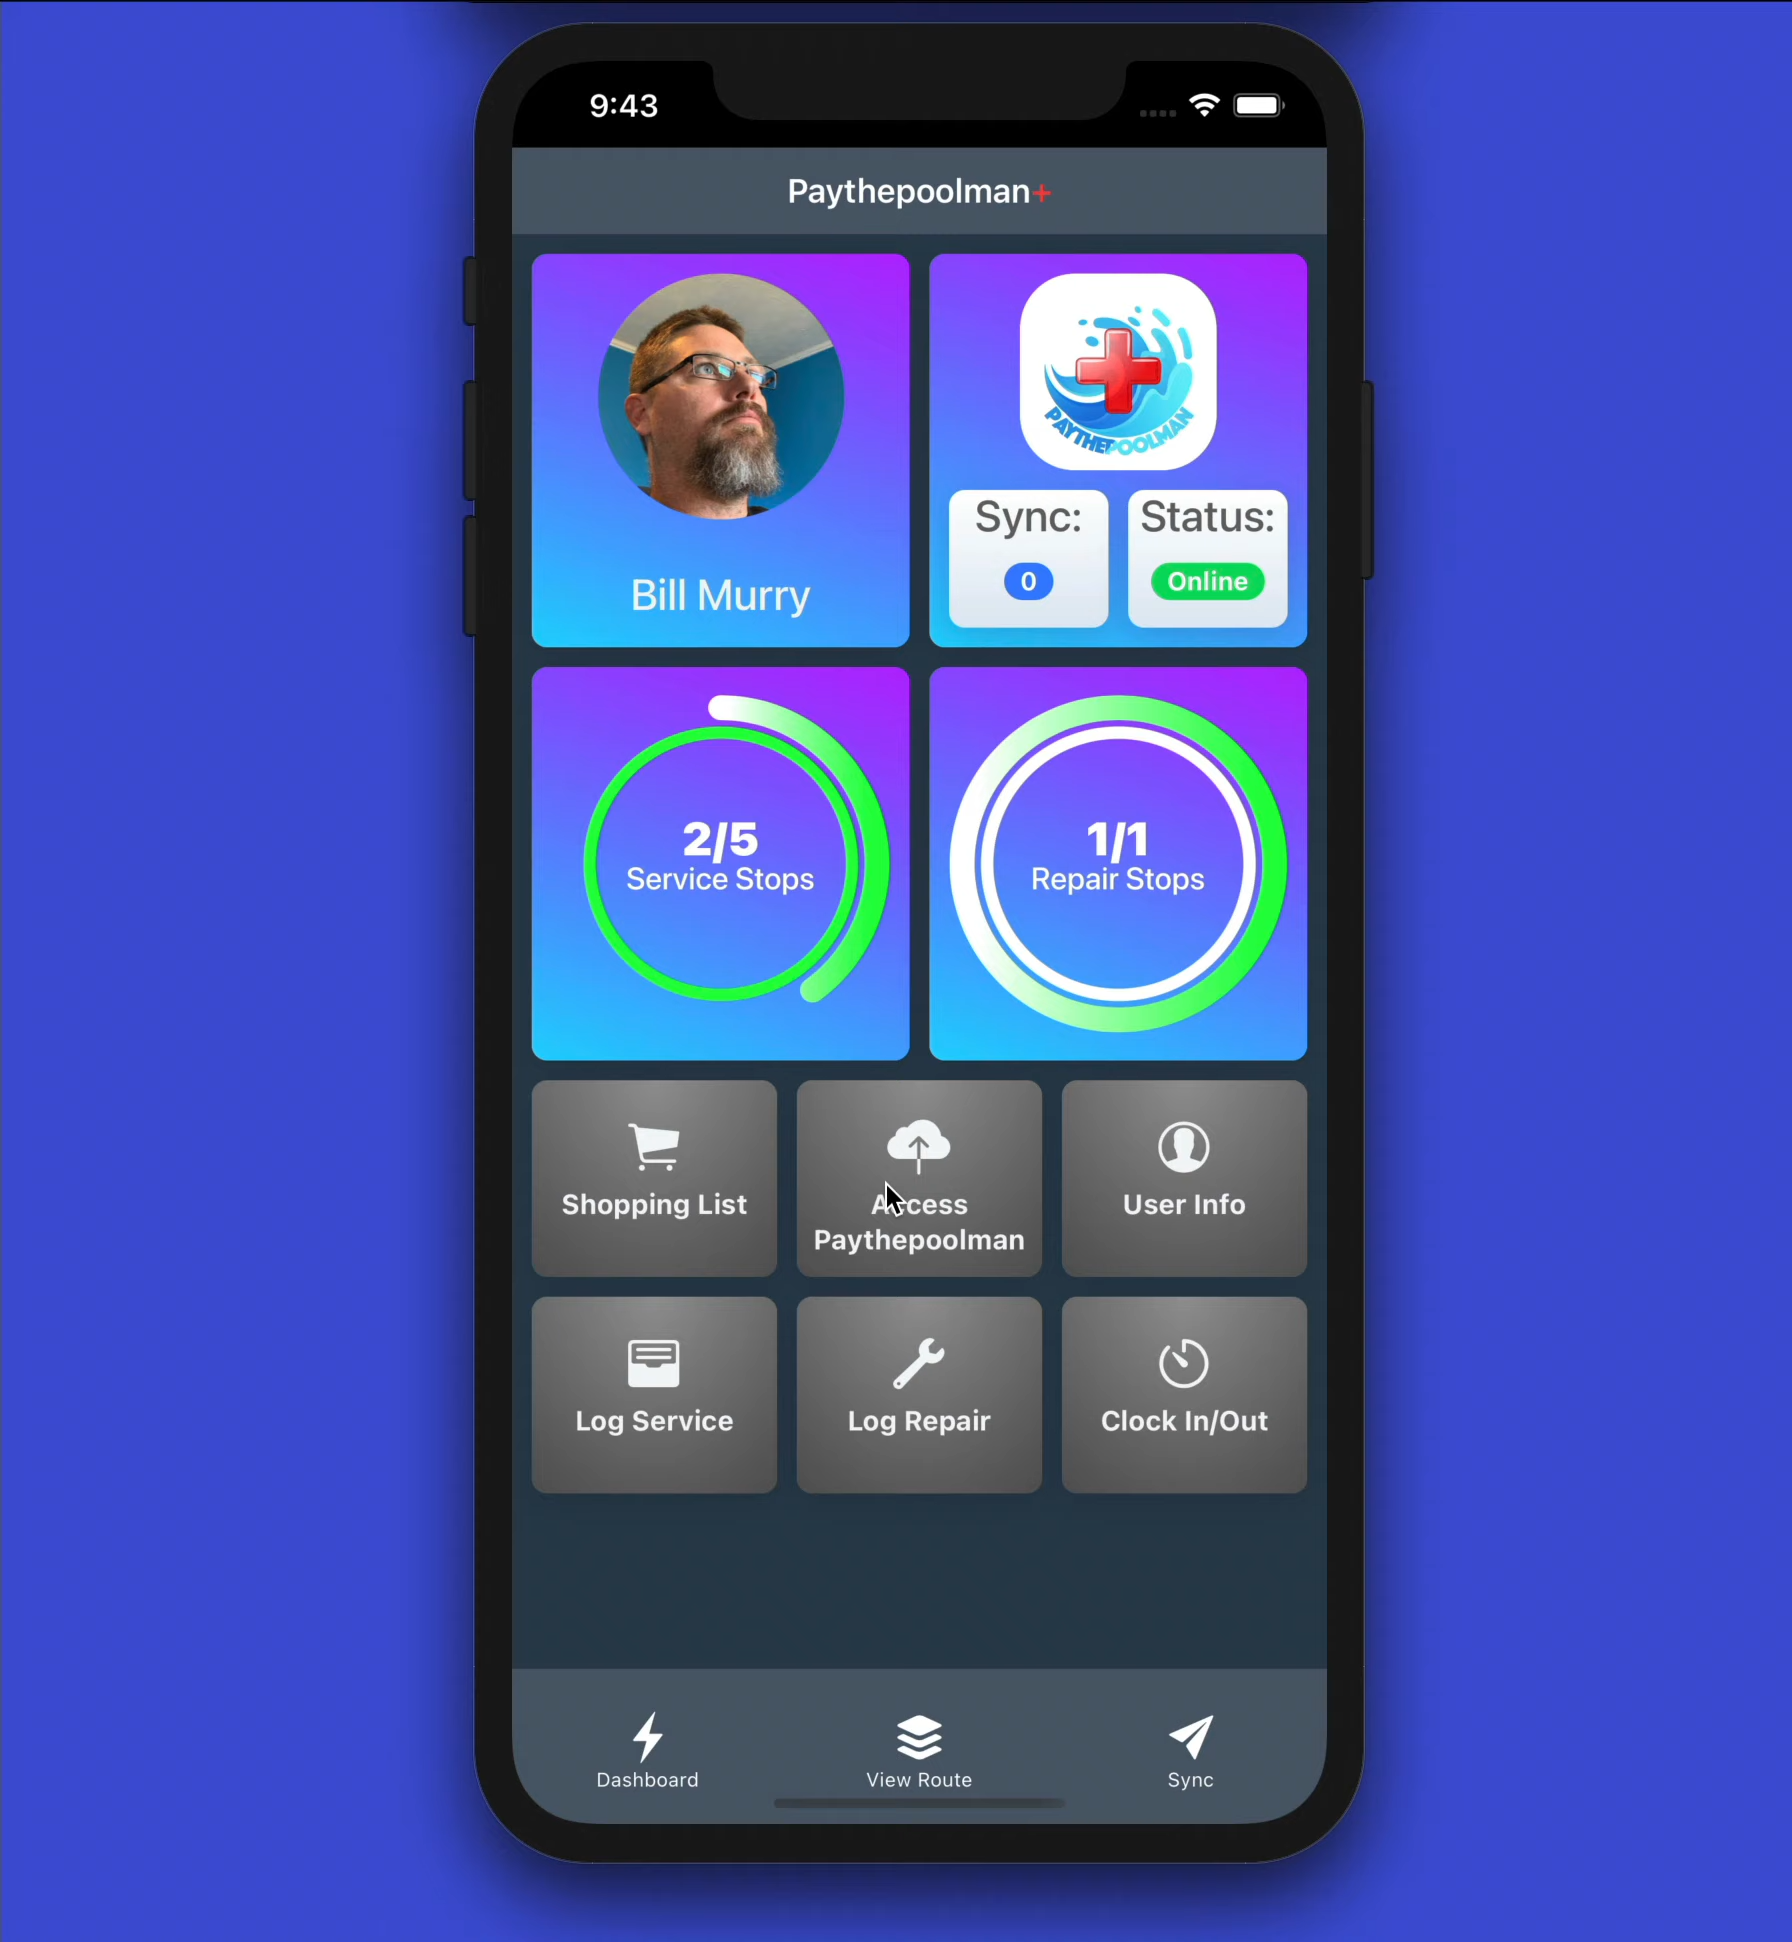 9:43
Paythepoolman+
PAYTHEPOOLMAN
Bill Murry
Sync:
0
Status:
Online
2/5
Service Stops
1/1
Repair Stops
Shopping List
Access
Paythepoolman
User Info
Log Service
Log Repair
Clock In/Out
Dashboard
View Route
Sync